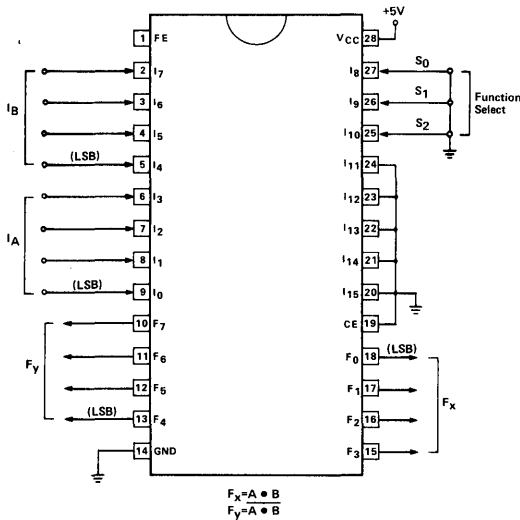 +5V
1 FE
VCC 28
2 I7
I8 27 S0
3 I6
I9 26 S1
4 I5
I10 25 S2
Function
Select
IB
(LSB) 5 I4
I11 24
6 I3
I12 23
7 I2
I13 22
IA
8 I1
I14 21
(LSB) 9 I0
I15 20
10 F7
CE 19
Fy
11 F6
F0 18 (LSB)
12 F5
F1 17
Fx
(LSB) 13 F4
F2 16
14 GND
F3 15
Fx=A • B
Fy=A • B